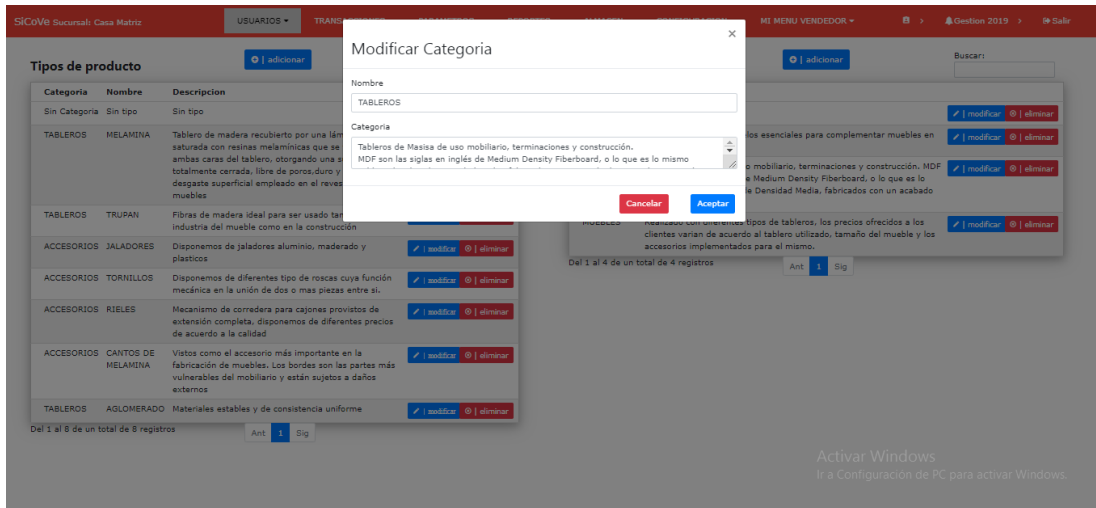 SiCoVe Sucursal: Casa Matriz
USUARIOS
MI MENU VENDEDOR
Gestion 2019
Salir
Modificar Categoria
×
Nombre
TABLEROS
Categoria
Tableros de Masisa de uso mobiliario, terminaciones y construcción.
MDF son las siglas en inglés de Medium Density Fiberboard, o lo que es lo mismo
Cancelar
Aceptar
Tipos de producto
| adicionar
Categoria Nombre Descripcion
Sin Categoria Sin tipo Sin tipo
TABLEROS MELAMINA Tablero de madera recubierto por una lám
saturada con resinas melamínicas que se
ambas caras del tablero, otorgando una s
totalmente cerrada, libre de poros,duro y
desgaste superficial empleado en el reves
muebles
TABLEROS TRUPAN Fibras de madera ideal para ser usado tan
industria del mueble como en la construcción
ACCESORIOS JALADORES Disponemos de jaladores aluminio, maderado y
plasticos
| modificar | eliminar
ACCESORIOS TORNILLOS Disponemos de diferentes tipo de roscas cuya función
mecánica en la unión de dos o mas piezas entre si.
| modificar | eliminar
ACCESORIOS RIELES Mecanismo de corredera para cajones provistos de
extensión completa, disponemos de diferentes precios
de acuerdo a la calidad
| modificar | eliminar
ACCESORIOS CANTOS DE MELAMINA Vistos como el accesorio más importante en la
fabricación de muebles. Los bordes son las partes más
vulnerables del mobiliario y están sujetos a daños
externos
| modificar | eliminar
TABLEROS AGLOMERADO Materiales estables y de consistencia uniforme
| modificar | eliminar
Del 1 al 8 de un total de 8 registros
Ant 1 Sig
| adicionar
Buscar:
| modificar | eliminar
los esenciales para complementar muebles en
| modificar | eliminar
o mobiliario, terminaciones y construcción. MDF
e Medium Density Fiberboard, o lo que es lo
e Densidad Media, fabricados con un acabado
| modificar | eliminar
MUEBLES Realizado con diferentes tipos de tableros, los precios ofrecidos a los
clientes varian de acuerdo al tablero utilizado, tamaño del mueble y los
accesorios implementados para el mismo.
| modificar | eliminar
Del 1 al 4 de un total de 4 registros
Ant 1 Sig
Activar Windows
Ir a Configuración de PC para activar Windows.